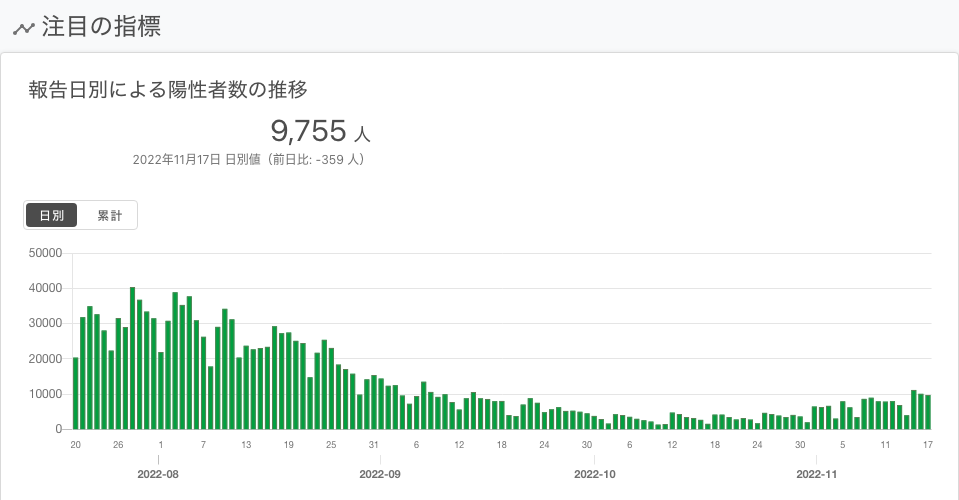 注目の指標
報告日別による陽性者数の推移
9,755 人
2022年11月17日 日別値（前日比: -359 人）
日別 累計
50000
40000
30000
20000
10000
0
20 26 1 7 13 19 25 31 6 12 18 24 30 6 12 18 24 30 5 11 17
2022-08 2022-09 2022-10 2022-11